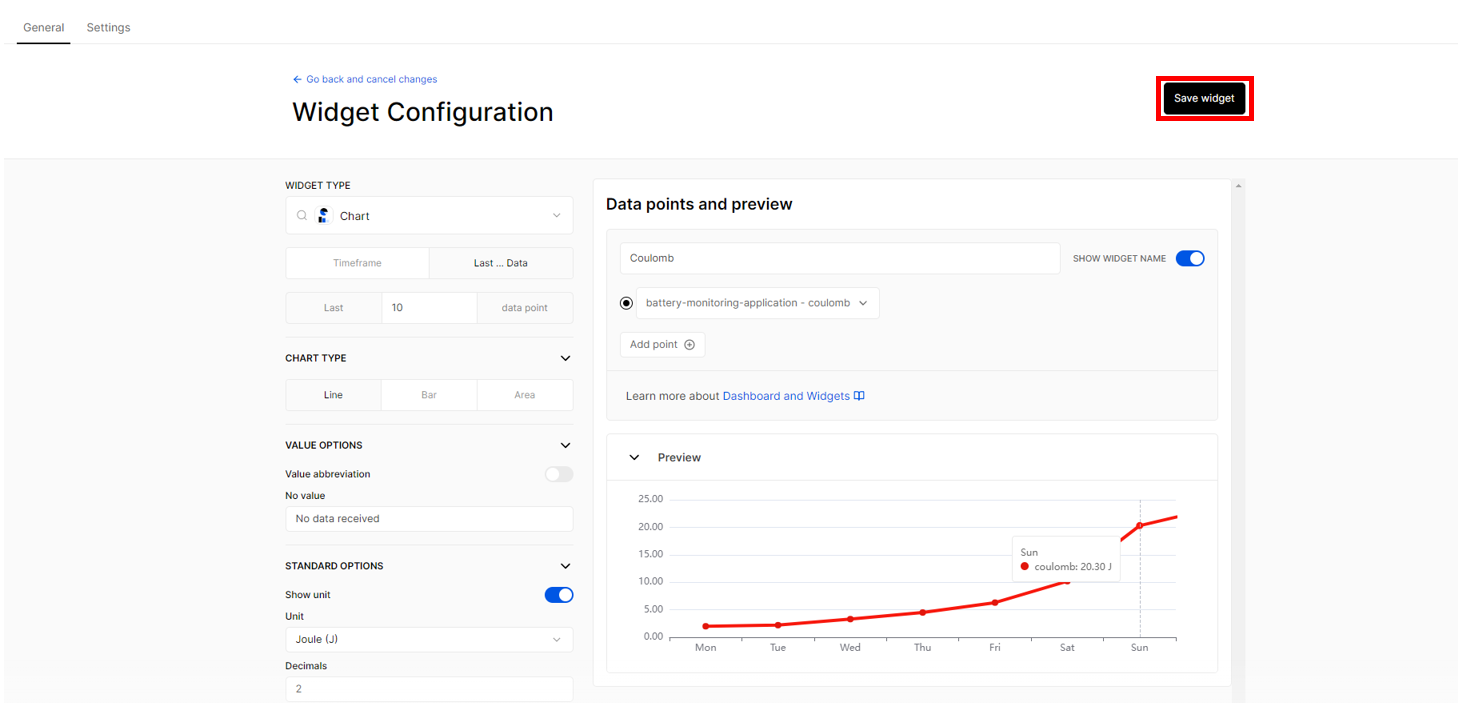 General Settings
Go back and cancel changes
Widget Configuration
Save widget
WIDGET TYPE
Chart
Timeframe Last ... Data
Last 10 data point
CHART TYPE
Line Bar Area
VALUE OPTIONS
Value abbreviation
No value
No data received
STANDARD OPTIONS
Show unit
Unit
Joule (J)
Decimals
2
Data points and preview
Coulomb SHOW WIDGET NAME
battery-monitoring-application - coulomb
Add point
Learn more about Dashboard and Widgets
Preview
25.00
20.00
15.00
10.00
5.00
0.00
Sun
coulomb: 20.30 J
Mon Tue Wed Thu Fri Sat Sun